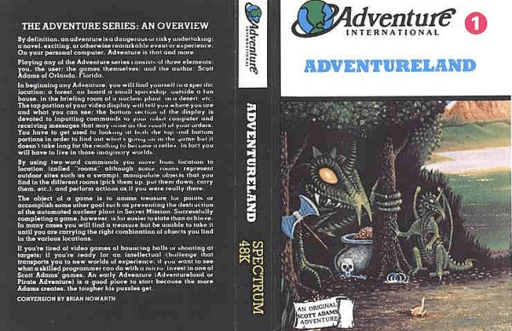 THE ADVENTURE SERIES: AN OVERVIEW
By definition, an adventure is a dangerous or risky undertaking;
a novel, exciting, or otherwise remarkable event or experience.
On your personal computer, Adventure is that and more.
Playing any of the Adventure series consists of three elements:
you, the user; the games themselves; and the author, Scott
Adams of Orlando, Florida.
In beginning any Adventure, you will find yourself in a specific
location: a forest, on board a small spaceship, outside a fun
house, in the briefing room of a nuclear plant, in a desert, etc.
The top portion of your video display will tell you where you are
and what you can see; the bottom section of the display is
devoted to inputting commands to your robot computer and
receiving messages that may arise as the result of your orders.
You have to get used to looking at both the top and bottom
portions in order to find out what's going on in the game but it
doesn't take long for the reading to become a reflex. In fact you
will have to live in those imaginary worlds.
By using two-word commands you move from location to
location (called "rooms" although some rooms represent
outdoor sites such as a swamp), manipulate objects that you
find in the different rooms (pick them up, put them down, carry
them, etc.), and perform actions as if you were really there.
The object of a game is to amass treasure for points or
accomplish some other goal such as preventing the destruction
of the automated nuclear plant in Secret Mission. Successfully
completing a game, however, is far easier to state than achieve.
In many cases you will find a treasure but be unable to take it
until you are carrying the right combination of objects you find
in the various locations.
If you're tired of video games of bouncing balls or shooting at
targets; if you're ready for an intellectual challenge that
transports you to new worlds of experience; if you want to see
what a skilled programmer can do with a micro, invest in one of
Scott Adams' games. An early Adventure (Adventureland or
Pirate Adventure) is a good place to start because the more
Adams creates, the tougher his puzzles get.
CONVERSION BY BRIAN HOWARTH
Adventure
INTERNATIONAL
ADVENTURELAND
SPECTRUM
48K
Adventure
INTERNATIONAL
1
ADVENTURELAND
AN ORIGINAL
SCOTT ADAMS
ADVENTURE